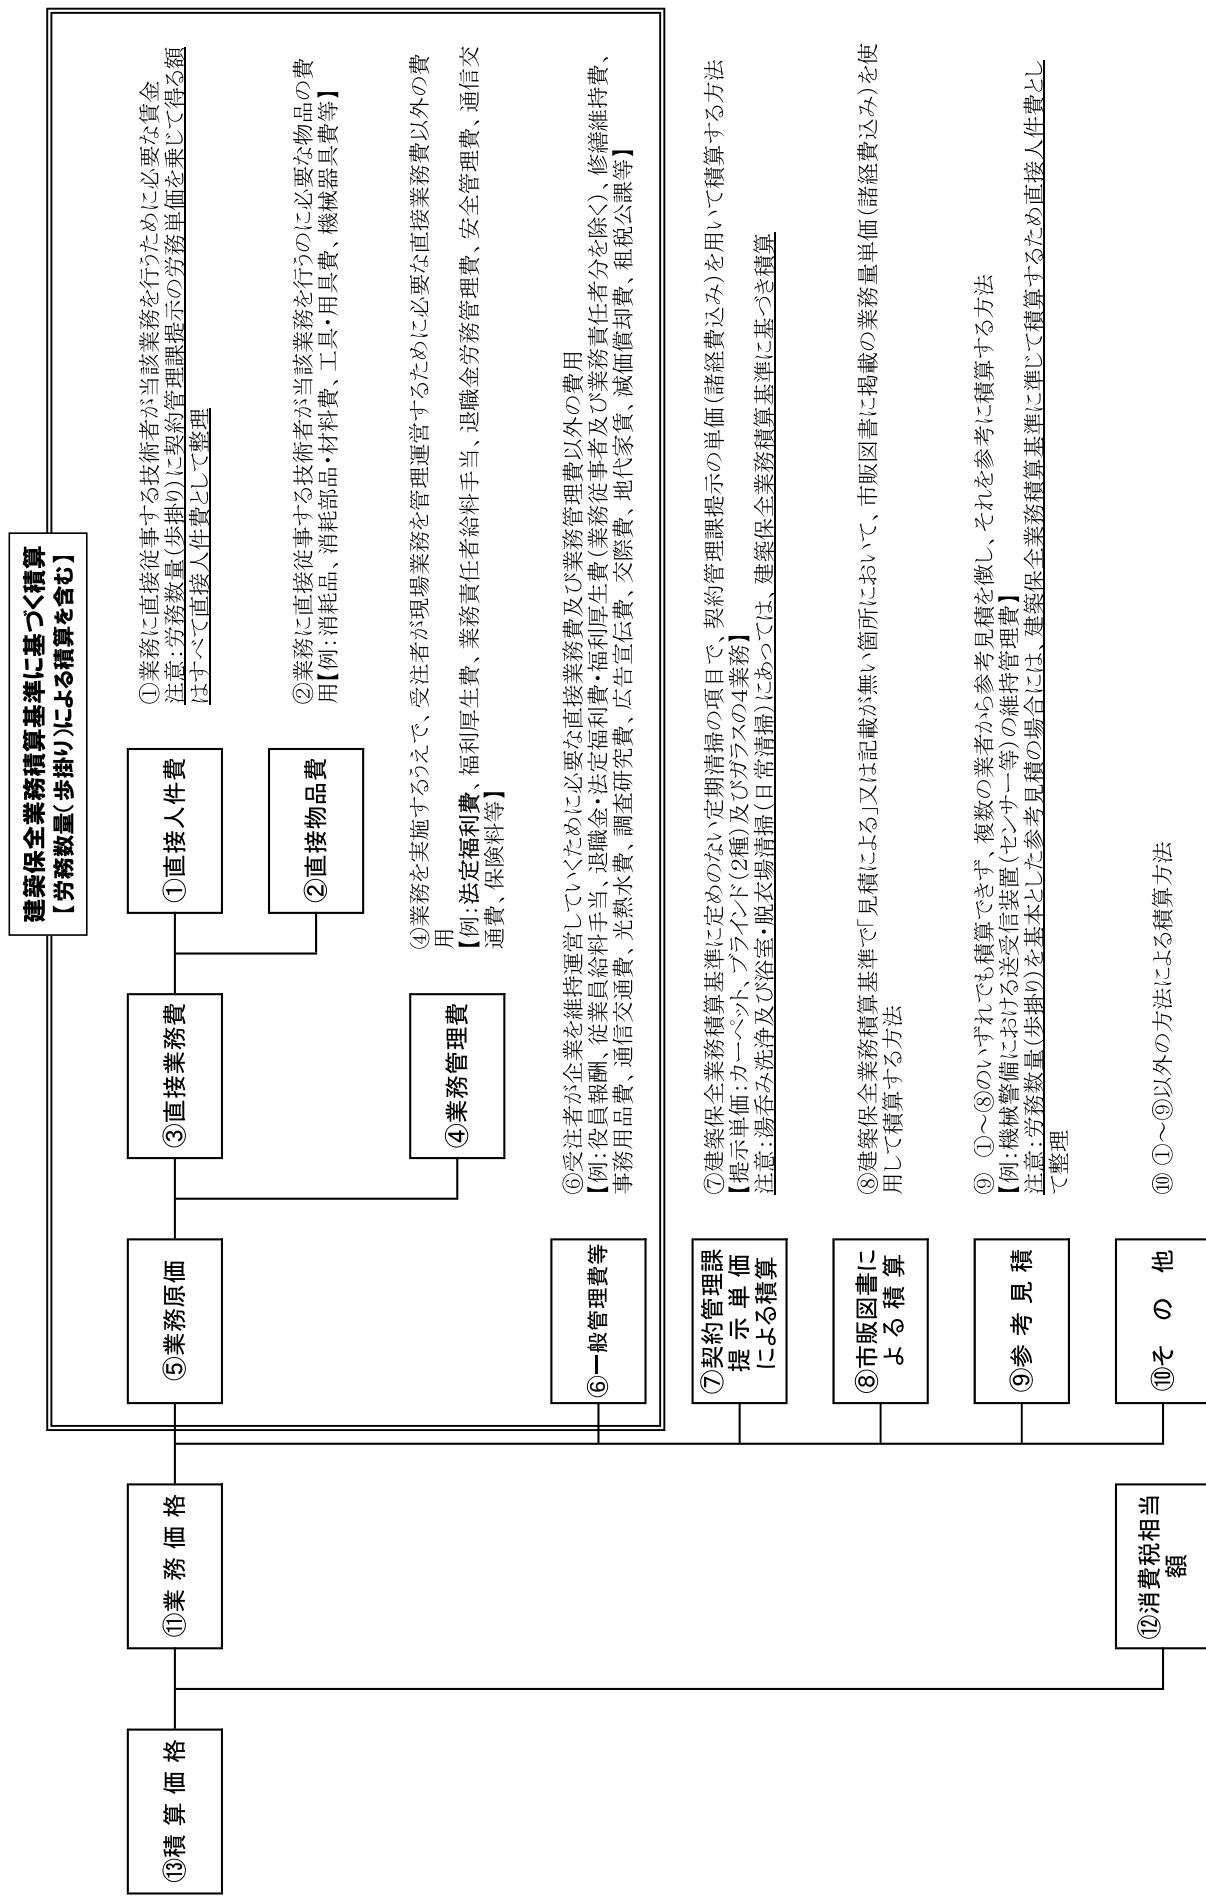 建築保全業務積算基準に基づく積算
【労務数量（歩掛り）による積算を含む】
⑬積算価格
⑪業務価格
⑤業務原価
③直接業務費
①直接人件費
①業務に直接従事する技術者が当該業務を行うために必要な賃金
注意：労務数量（歩掛り）に契約管理課提示の労務単価を乗じて得る額
はすべて直接人件費として整理
②直接物品費
②業務に直接従事する技術者が当該業務を行うのに必要な物品の費
用【例：消耗品、消耗部品・材料費、工具・用具費、機械器具費等】
④業務管理費
④業務を実施するうえで、受注者が現場業務を管理運営するために必要な直接業務費以外の費
用
【例：法定福利費、福利厚生費、業務責任者給料手当、退職金労務管理費、安全管理費、通信交
通費、保険料等】
⑥一般管理費等
⑥受注者が企業を維持運営していくために必要な直接業務費及び業務管理費以外の費用
【例：役員報酬、従業員給料手当、退職金・法定福利費・福利厚生費（業務従事者及び業務責任者分を除く）、修繕維持費、
事務用品費、通信交通費、光熱水費、調査研究費、広告宣伝費、交際費、地代家賃、減価償却費、租税公課等】
⑦契約管理課
提示単価
による積算
⑦建築保全業務積算基準に定めのない定期清掃の項目で、契約管理課提示の単価（諸経費込み）を用いて積算する方法
【提示単価：カーペット、ブラインド（2種）及びガラスの4業務】
注意：湯呑み洗浄及び浴室・脱衣場清掃（日常清掃）にあっては、建築保全業務積算基準に基づき積算
⑧市販図書に
よる積算
⑧建築保全業務積算基準で「見積による」又は記載が無い箇所において、市販図書に掲載の業務量単価（諸経費込み）を使
用して積算する方法
⑨参考見積
⑨ ①～⑧のいずれでも積算できず、複数の業者から参考見積を徴し、それを参考に積算する方法
【例：機械警備における送受信装置（センサー等）の維持管理費】
注意：労務数量（歩掛り）を基本とした参考見積の場合には、建築保全業務積算基準に準じて積算するため直接人件費とし
て整理
⑩その他
⑩ ①～⑨以外の方法による積算方法
⑫消費税相当
額